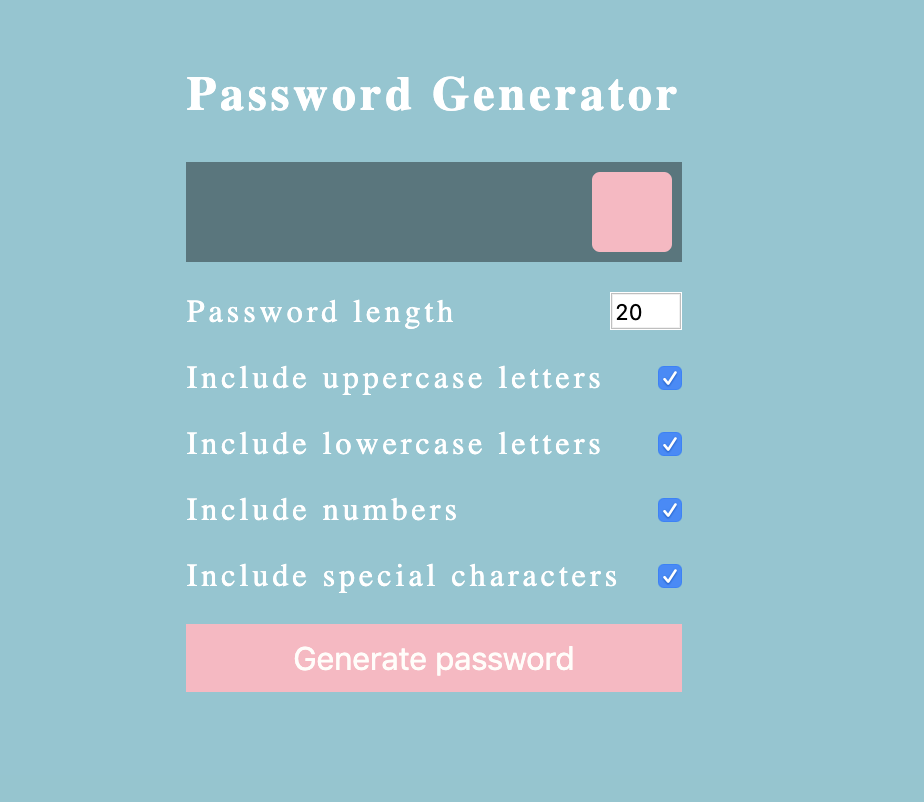 Password Generator
Password length 20
Include uppercase letters
Include lowercase letters
Include numbers
Include special characters
Generate password